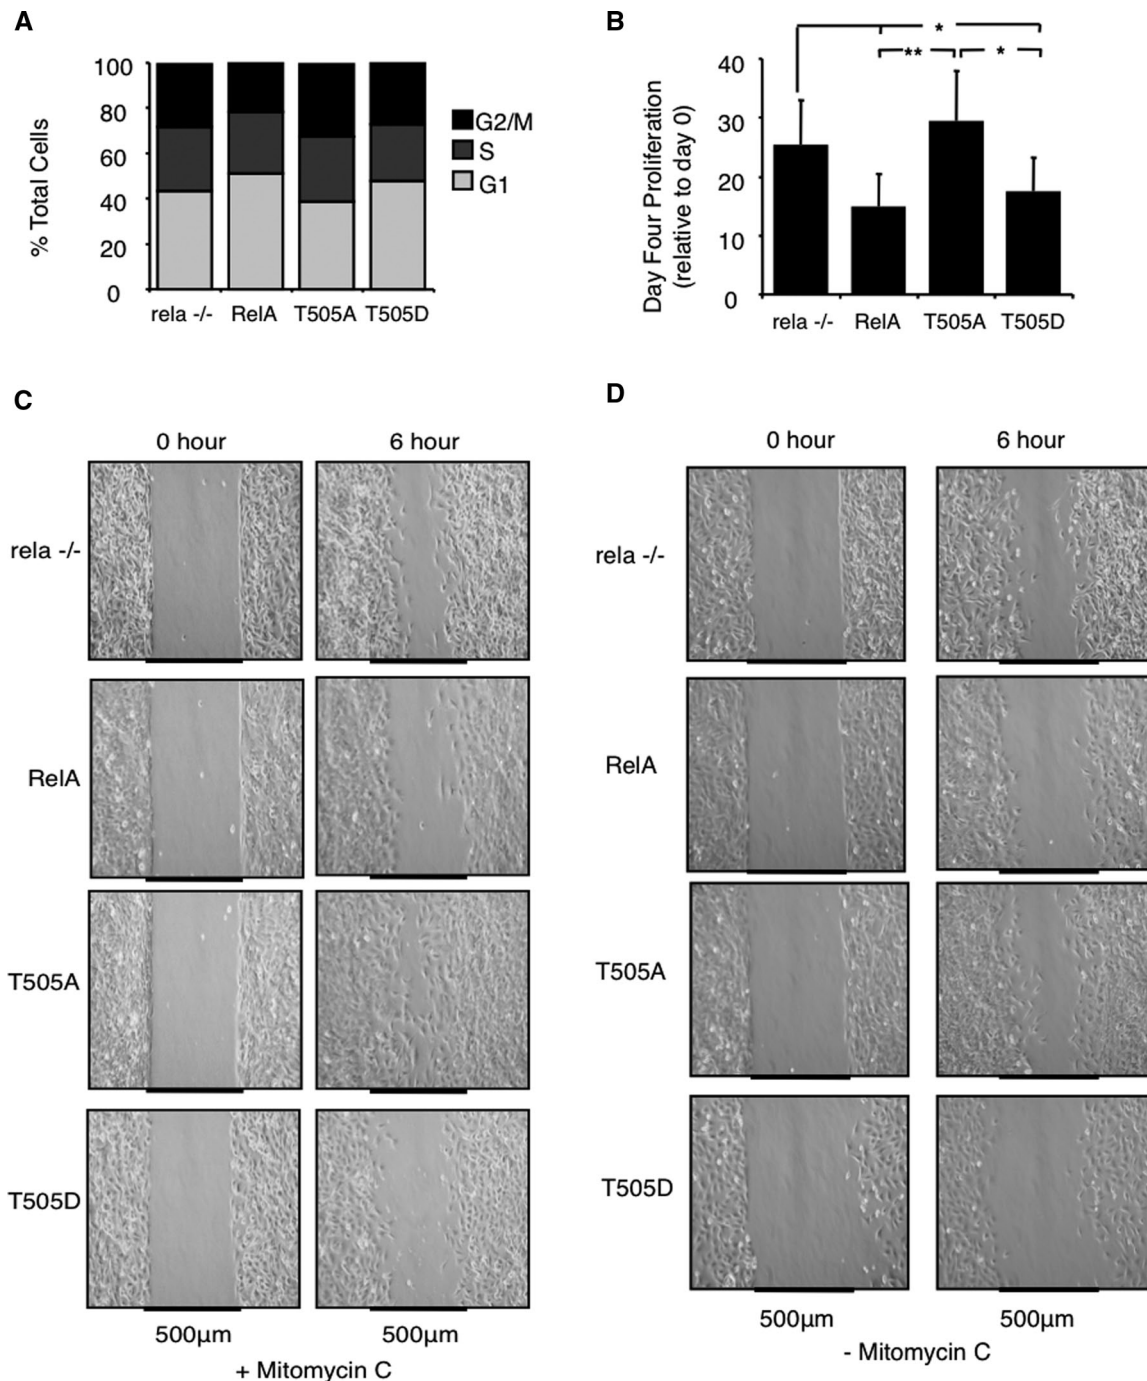 A
100
80
60
40
20
0
% Total Cells
rela -/- RelA T505A T505D
G2/M
S
G1
B
40
30
20
10
0
Day Four Proliferation
(relative to day 0)
*
** *
rela -/- RelA T505A T505D
C
0 hour 6 hour
rela -/-
RelA
T505A
T505D
500μm 500μm
+ Mitomycin C
D
0 hour 6 hour
rela -/-
RelA
T505A
T505D
500μm 500μm
- Mitomycin C